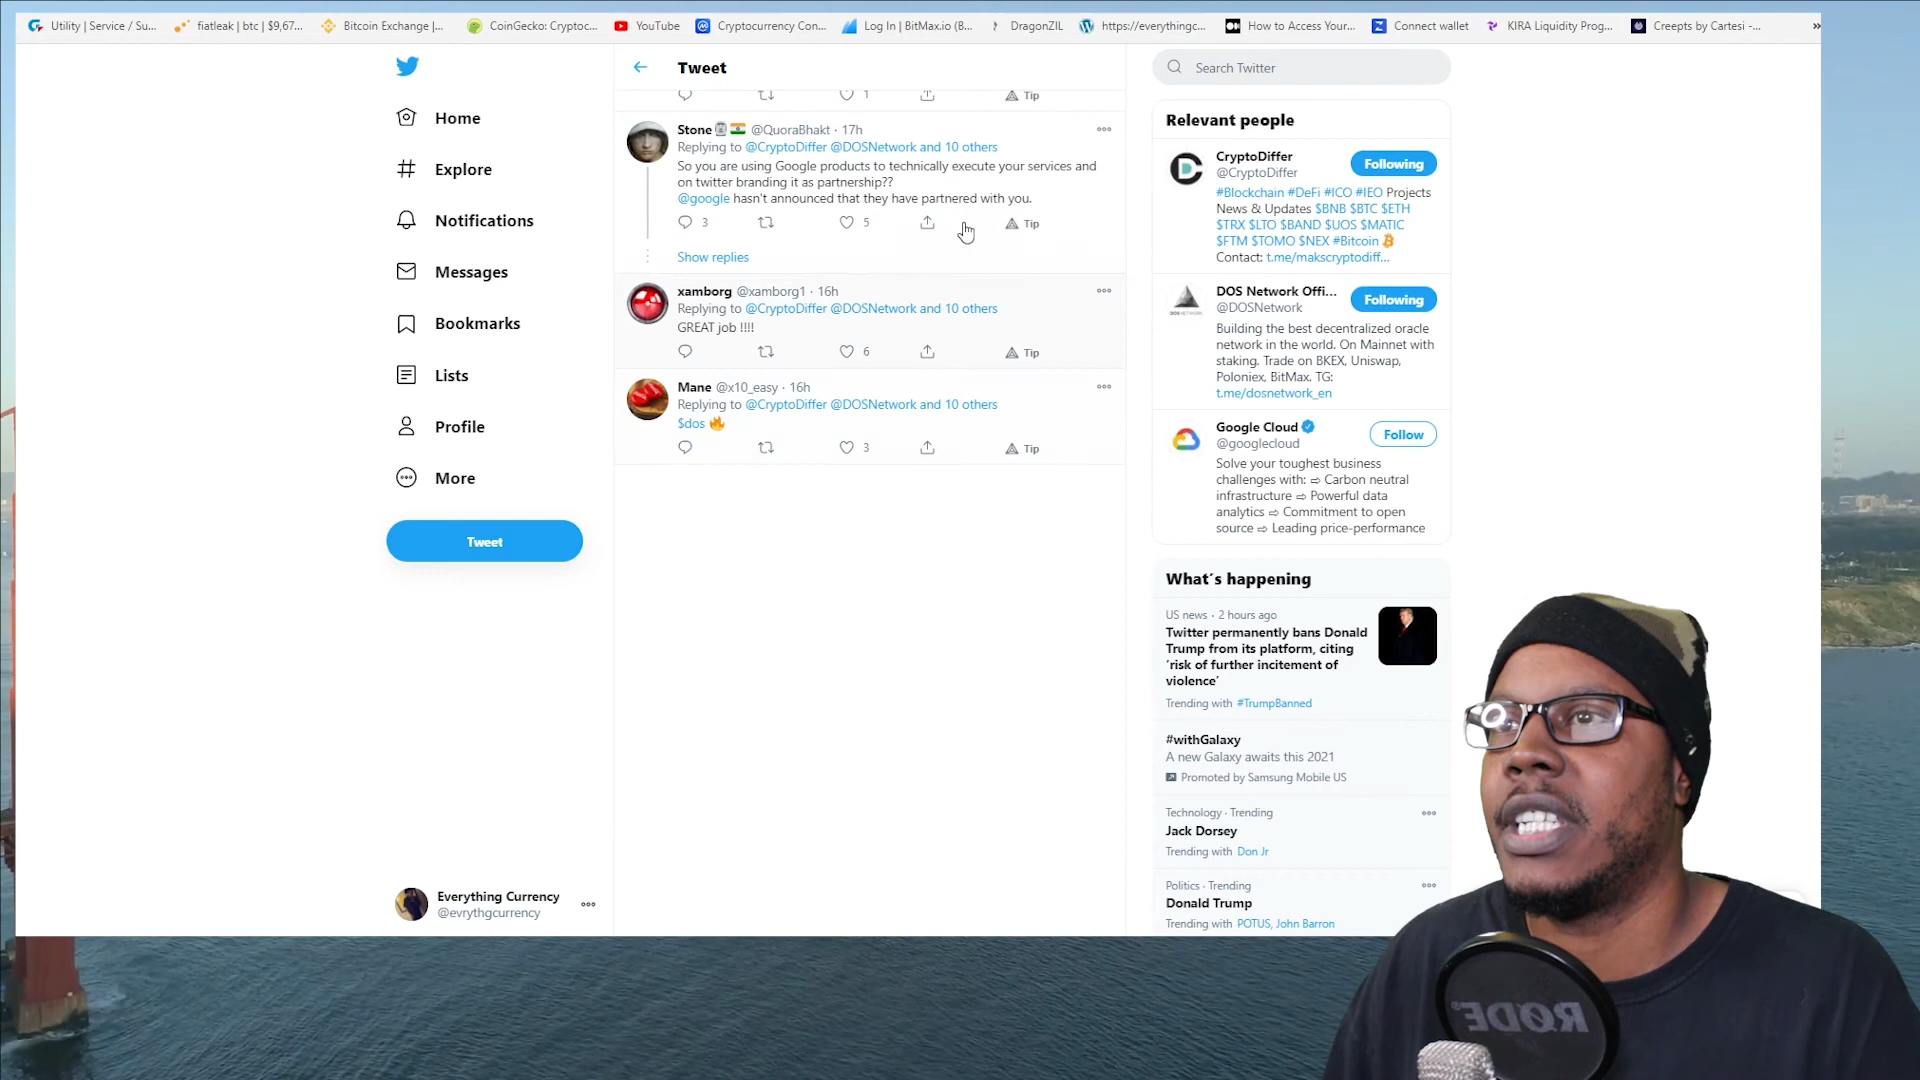 Utility | Service / Su...
fiatleak | btc | $9,67...
Bitcoin Exchange |...
CoinGecko: Cryptoc...
YouTube
Cryptocurrency Con...
Log In | BitMax.io (B...
DragonZIL
https://everythingc...
How to Access Your...
Connect wallet
KIRA Liquidity Prog...
Creepts by Cartesi -...
»
Home
Explore
Notifications
Messages
Bookmarks
Lists
Profile
More
Tweet
Everything Currency
@evrythgcurrency
Tweet
1 Tip
Stone @QuoraBhakt · 17h
Replying to @CryptoDiffer @DOSNetwork and 10 others
So you are using Google products to technically execute your services and
on twitter branding it as partnership??
@google hasn't announced that they have partnered with you.
3 5 Tip
Show replies
xamborg @xamborg1 · 16h
Replying to @CryptoDiffer @DOSNetwork and 10 others
GREAT job !!!!
6 Tip
Mane @x10_easy · 16h
Replying to @CryptoDiffer @DOSNetwork and 10 others
$dos 🔥
3 Tip
Search Twitter
Relevant people
CryptoDiffer
@CryptoDiffer
Following
#Blockchain #DeFi #ICO #IEO Projects
News & Updates $BNB $BTC $ETH
$TRX $LTO $BAND $UOS $MATIC
$FTM $TOMO $NEX #Bitcoin
Contact: t.me/makscryptodiff...
DOS Network Offi...
@DOSNetwork
Following
DOS NETWORK
Building the best decentralized oracle
network in the world. On Mainnet with
staking. Trade on BKEX, Uniswap,
Poloniex, BitMax. TG:
t.me/dosnetwork_en
Google Cloud
@googlecloud
Follow
Solve your toughest business
challenges with: ⇨ Carbon neutral
infrastructure ⇨ Powerful data
analytics ⇨ Commitment to open
source ⇨ Leading price-performance
What's happening
US news · 2 hours ago
Twitter permanently bans Donald
Trump from its platform, citing
'risk of further incitement of
violence'
Trending with #TrumpBanned
#withGalaxy
A new Galaxy awaits this 2021
Promoted by Samsung Mobile US
Technology · Trending
Jack Dorsey
Trending with Don Jr
Politics · Trending
Donald Trump
Trending with POTUS, John Barron
RØDE